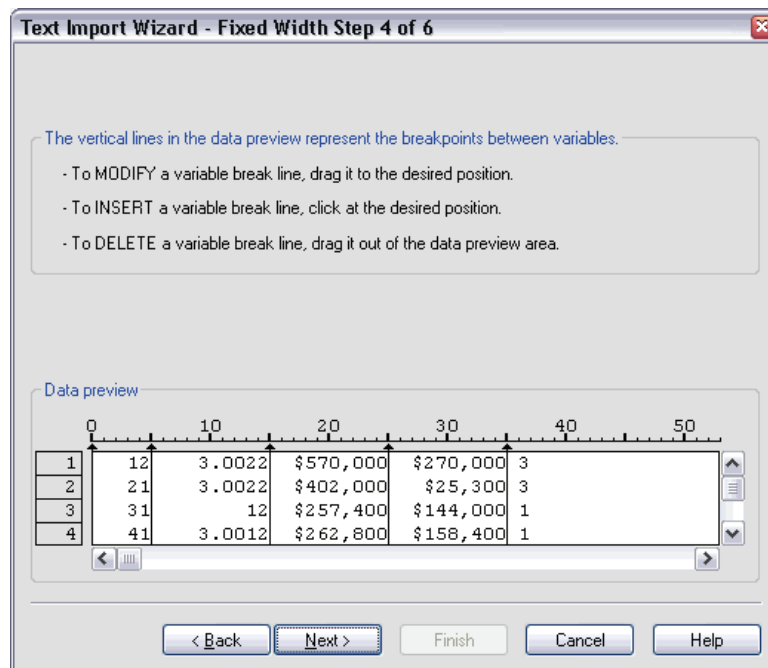 Text Import Wizard - Fixed Width Step 4 of 6
The vertical lines in the data preview represent the breakpoints between variables.
- To MODIFY a variable break line, drag it to the desired position.
- To INSERT a variable break line, click at the desired position.
- To DELETE a variable break line, drag it out of the data preview area.
Data preview
0 10 20 30 40 50
1 12 3.0022 $570,000 $270,000 3
2 21 3.0022 $402,000 $25,300 3
3 31 12 $257,400 $144,000 1
4 41 3.0012 $262,800 $158,400 1
< Back Next > Finish Cancel Help